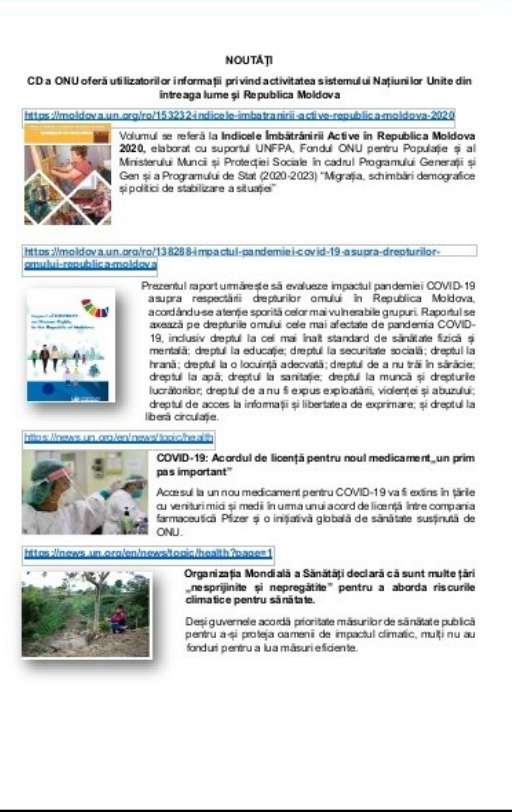 NOUTĂȚI
CD a ONU oferă utilizatorilor informații privind activitatea sistemului Națiunilor Unite din
întreaga lume și Republica Moldova
https://moldova.un.org/ro/153232-indicele-imbatranirii-active-republica-moldova-2020
Volumul se referă la Indicele Îmbătrânirii Active în Republica Moldova
2020, elaborat cu suportul UNFPA, Fondul ONU pentru Populație și al
Ministerului Muncii și Protecției Sociale în cadrul Programului Generații și
Gen și a Programului de Stat (2020-2023) "Migrația, schimbări demografice
și politici de stabilizare a situației"
https://moldova.un.org/ro/138288-impactul-pandemiei-covid-19-asupra-drepturilor-
omului-republica-moldova
Prezentul raport urmărește să evalueze impactul pandemiei COVID-19
asupra respectării drepturilor omului în Republica Moldova,
acordându-se atenție sporită celor mai vulnerabile grupuri. Raportul se
axează pe drepturile omului cele mai afectate de pandemia COVID-
19, inclusiv dreptul la cel mai înalt standard de sănătate fizică și
mentală; dreptul la educație; dreptul la securitate socială; dreptul la
hrană; dreptul la o locuință adecvată; dreptul de a nu trăi în sărăcie;
dreptul la apă; dreptul la sanitație; dreptul la muncă și drepturile
lucrătorilor; dreptul de a nu fi expus exploatării, violenței și abuzului;
dreptul de acces la informații și libertatea de exprimare; și dreptul la
liberă circulație.
Impact of COVID-19
on Human Rights
in the Republic of Moldova
https://news.un.org/en/news/topic/health
COVID-19: Acordul de licență pentru noul medicament „un prim
pas important”
Accesul la un nou medicament pentru COVID-19 va fi extins în țările
cu venituri mici și medii în urma unui acord de licență între compania
farmaceutică Pfizer și o inițiativă globală de sănătate susținută de
ONU.
https://news.un.org/en/news/topic/health?page=1
Organizația Mondială a Sănătăți declară că sunt multe țări
„nesprijinite și nepregătite” pentru a aborda riscurile
climatice pentru sănătate.
Deși guvernele acordă prioritate măsurilor de sănătate publică
pentru a-și proteja oamenii de impactul climatic, mulți nu au
fonduri pentru a lua măsuri eficiente.